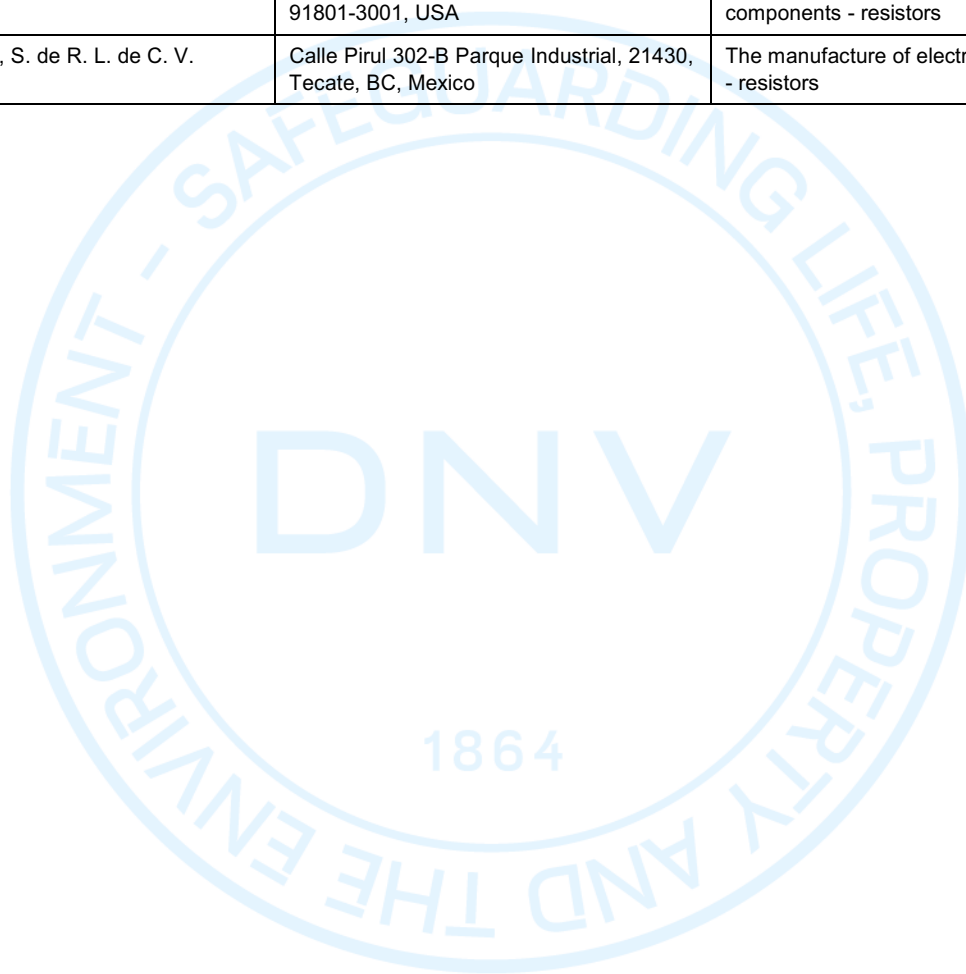 91801-3001, USA
components - resistors
, S. de R. L. de C. V.
Calle Pirul 302-B Parque Industrial, 21430,
Tecate, BC, Mexico
The manufacture of electr
- resistors
SAFEGUARDING LIFE, PROPERTY AND THE ENVIRONMENT -
DNV
1864